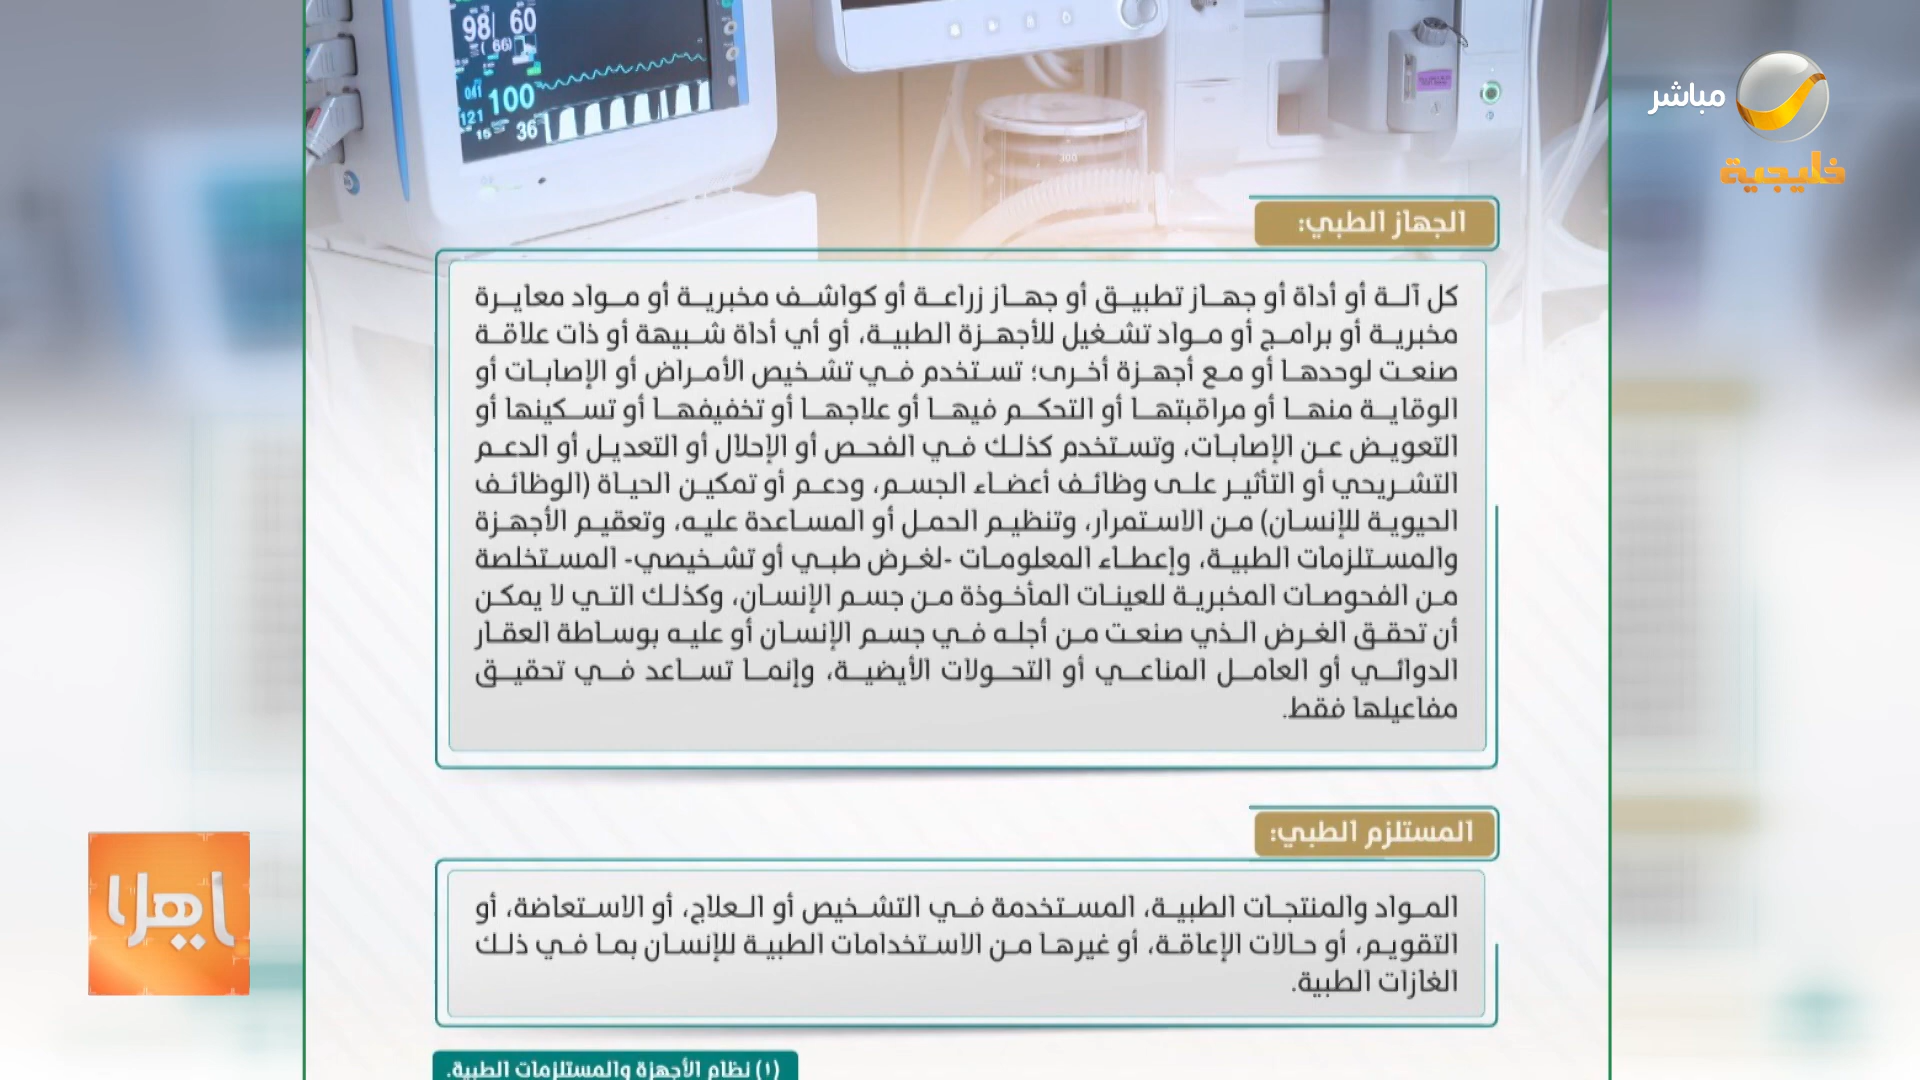 98 60
(66)
100
121
15 36
300
مباشر
خليجية
الجهاز الطبي:
كل آلة أو أداة أو جهاز تطبيق أو جهاز زراعة أو كواشف مخبرية أو مواد معايرة
مخبرية أو برامج أو مواد تشغيل للأجهزة الطبية، أو أي أداة شبيهة أو ذات علاقة
صنعت لوحدها أو مع أجهزة أخرى؛ تستخدم في تشخيص الأمراض أو الإصابات أو
الوقاية منها أو مراقبتها أو التحكم فيها أو علاجها أو تخفيفها أو تسكينها أو
التعويض عن الإصابات، وتستخدم كذلك في الفحص أو الإحلال أو التعديل أو الدعم
التشريحي أو التأثير على وظائف أعضاء الجسم، ودعم أو تمكين الحياة (الوظائف
الحيوية للإنسان) من الاستمرار، وتنظيم الحمل أو المساعدة عليه، وتعقيم الأجهزة
والمستلزمات الطبية، وإعطاء المعلومات -لغرض طبي أو تشخيصي- المستخلصة
من الفحوصات المخبرية للعينات المأخوذة من جسم الإنسان، وكذلك التي لا يمكن
أن تحقق الغرض الذي صنعت من أجله في جسم الإنسان أو عليه بوساطة العقار
الدوائي أو العامل المناعي أو التحولات الأيضية، وإنما تساعد في تحقيق
مفاعيلها فقط.
المستلزم الطبي:
المواد والمنتجات الطبية، المستخدمة في التشخيص أو العلاج، أو الاستعاضة، أو
التقويم، أو حالات الإعاقة، أو غيرها من الاستخدامات الطبية للإنسان بما في ذلك
الغازات الطبية.
(١) نظام الأجهزة والمستلزمات الطبية.
ياهلا